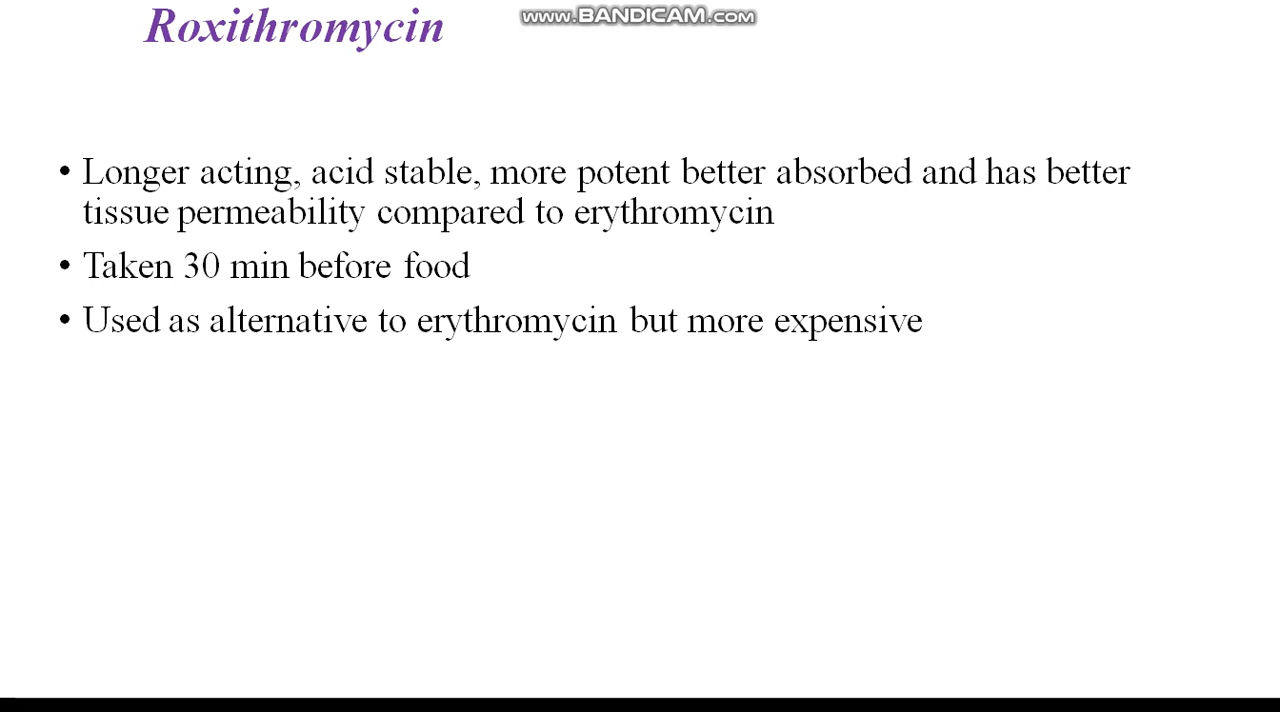 Roxithromycin
www.BANDICAM.com
• Longer acting, acid stable, more potent better absorbed and has better
tissue permeability compared to erythromycin
• Taken 30 min before food
• Used as alternative to erythromycin but more expensive